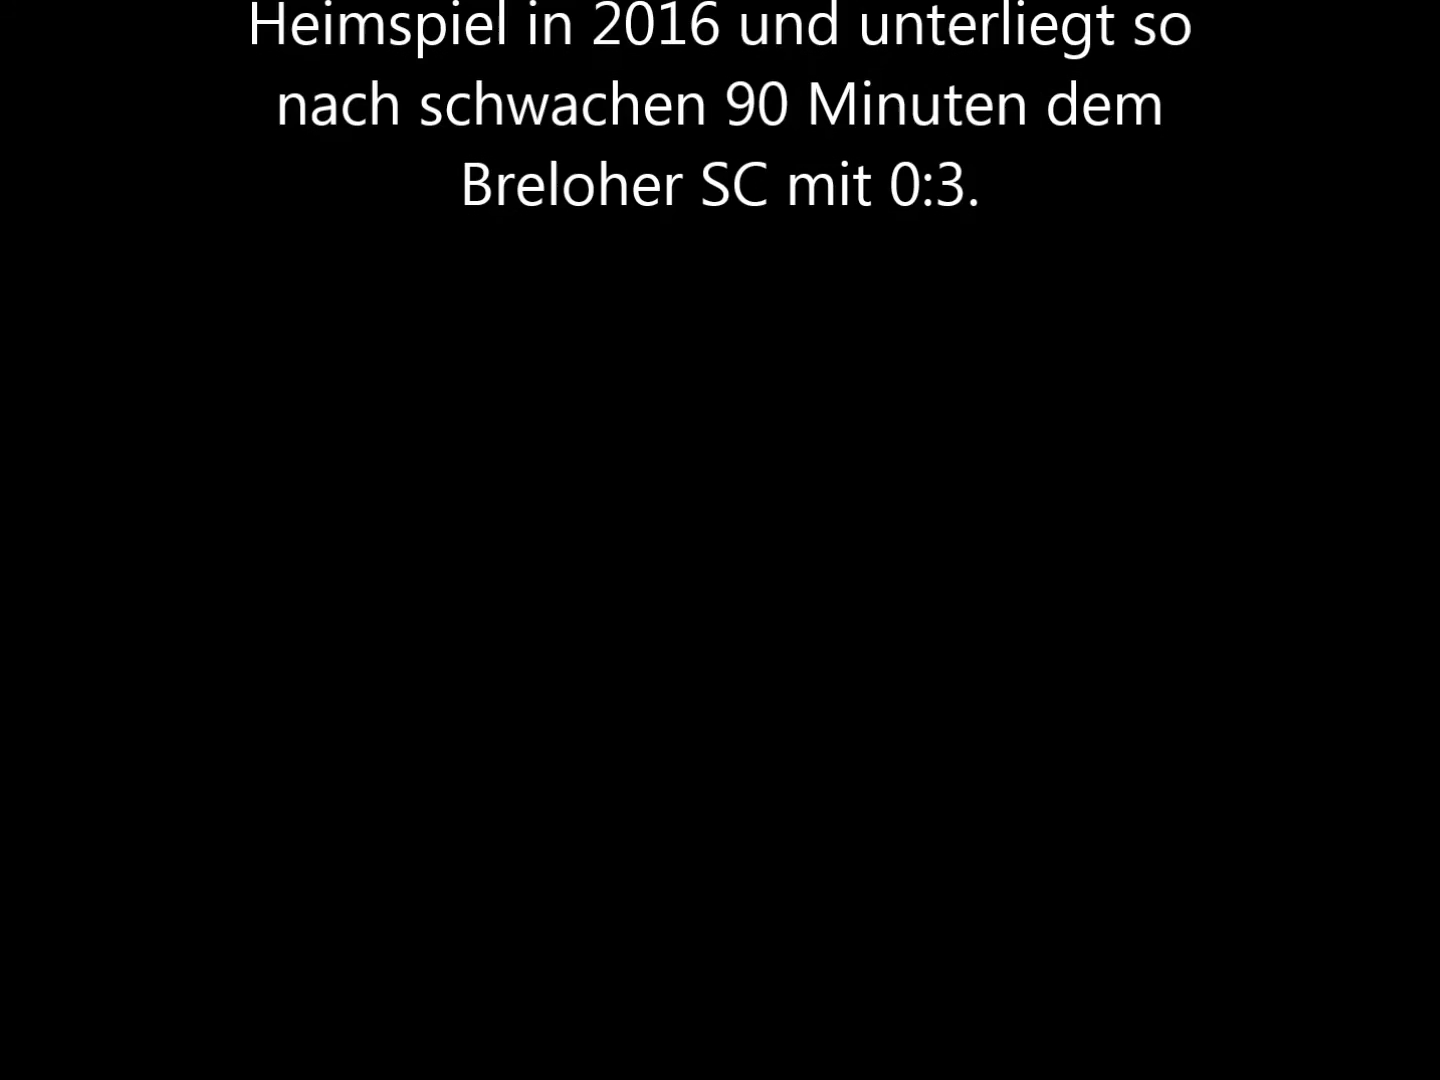 Heimspiel in 2016 und unterliegt so
nach schwachen 90 Minuten dem
Breloher SC mit 0:3.